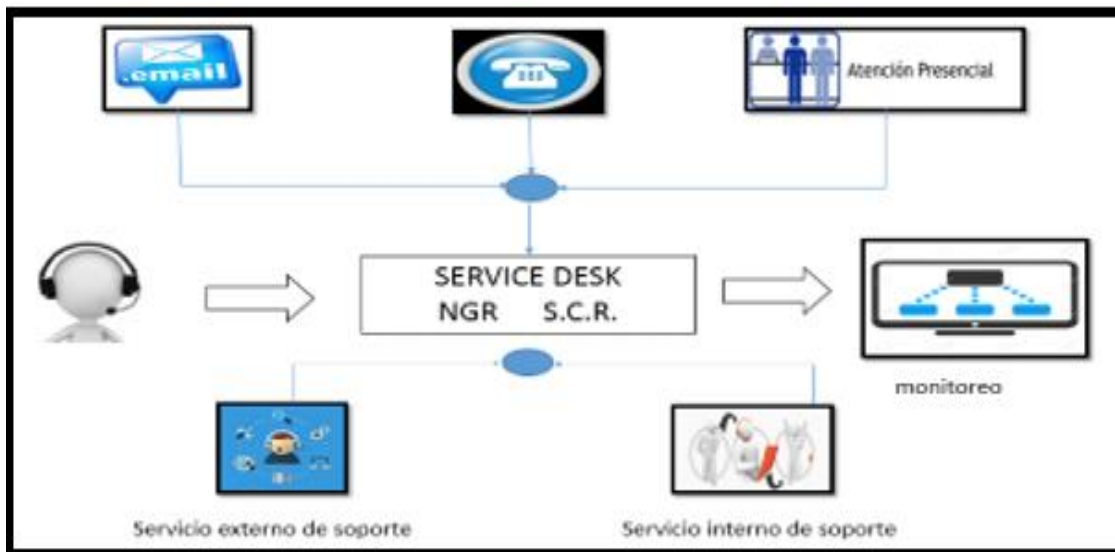 .email
Atención Presencial
SERVICE DESK
NGR S.C.R.
monitoreo
Servicio externo de soporte
Servicio interno de soporte